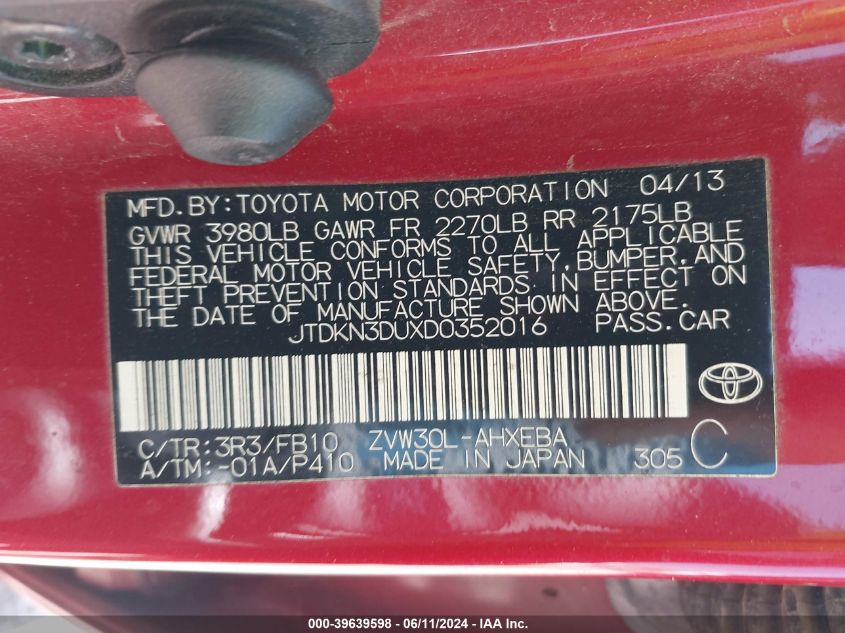 MFD. BY: TOYOTA MOTOR CORPORATION 04/13
GVWR 3980LB GAWR FR 2270LB RR 2175LB
THIS VEHICLE CONFORMS TO ALL APPLICABLE
FEDERAL MOTOR VEHICLE SAFETY, BUMPER, AND
THEFT PREVENTION STANDARDS IN EFFECT ON
THE DATE OF MANUFACTURE SHOWN ABOVE.
JTDKN3DUXD0352016 PASS.CAR
C/TR: 3R3/FB10 ZVW30L-AHXEBA
A/TM: -01A/P410 MADE IN JAPAN 305 C
000-39639598 - 06/11/2024 - IAA Inc.